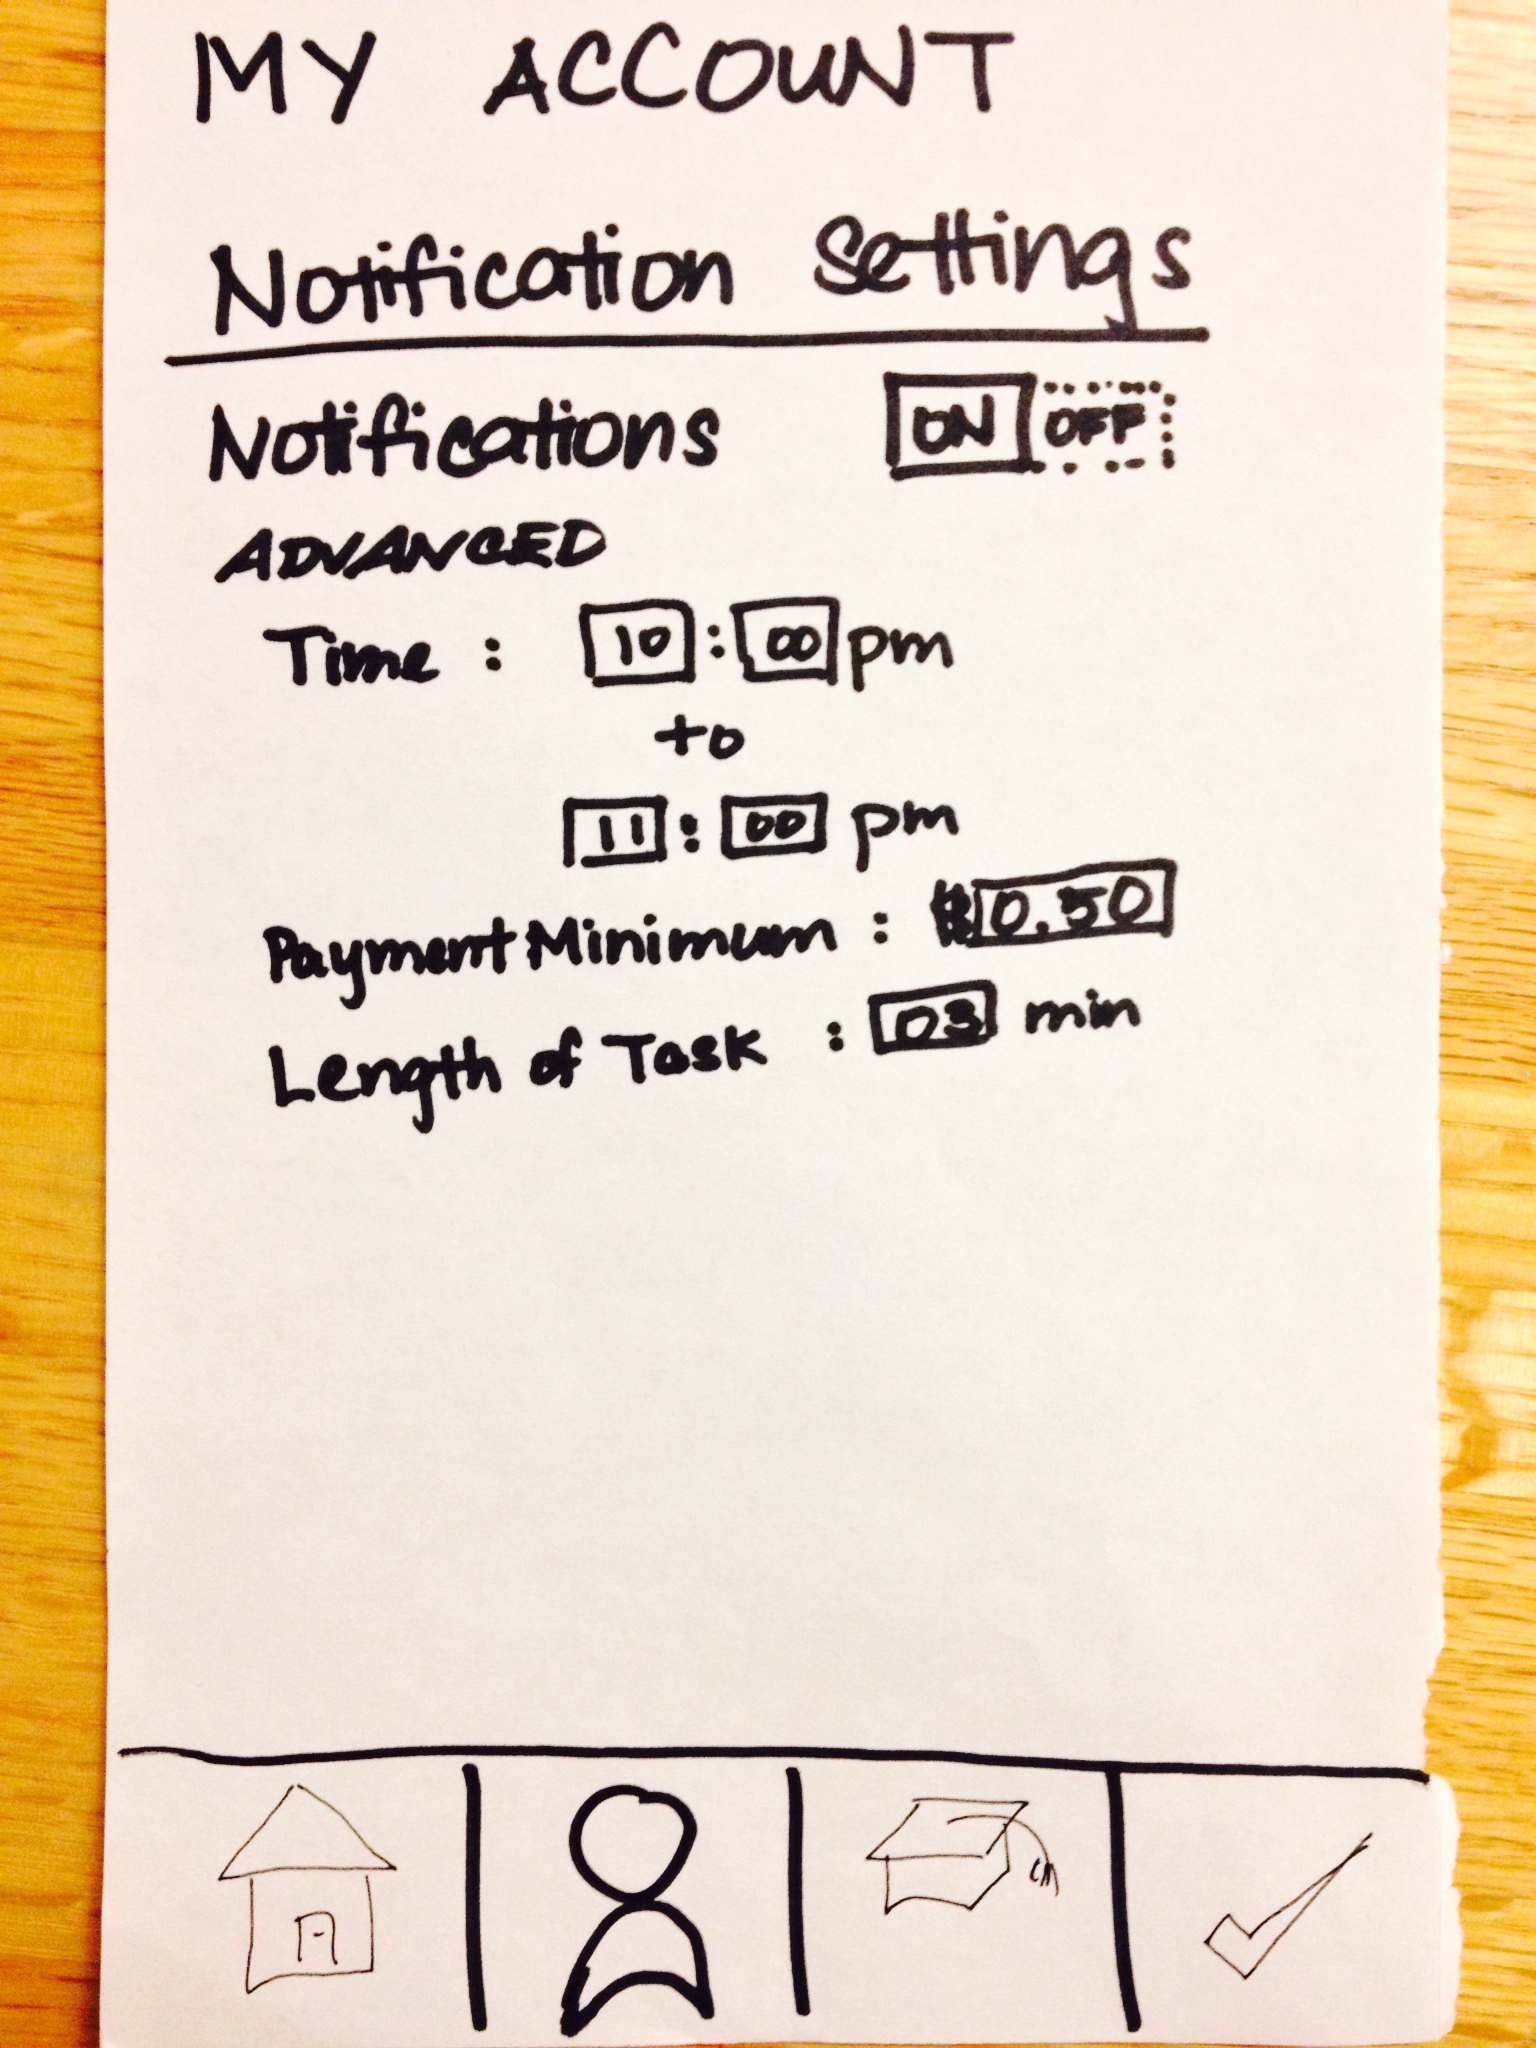 MY ACCOUNT
Notification Settings
Notifications ON OFF
ADVANCED
Time : 10 : 00 pm
to
11 : 00 pm
Payment Minimum : 0.50
Length of Task : 03 min